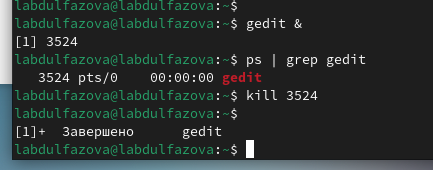 labdulfazova@labdulfazova:~$ gedit &
[1] 3524
labdulfazova@labdulfazova:~$ ps | grep gedit
3524 pts/0    00:00:00 gedit
labdulfazova@labdulfazova:~$ kill 3524
labdulfazova@labdulfazova:~$
[1]+  Завершено      gedit
labdulfazova@labdulfazova:~$